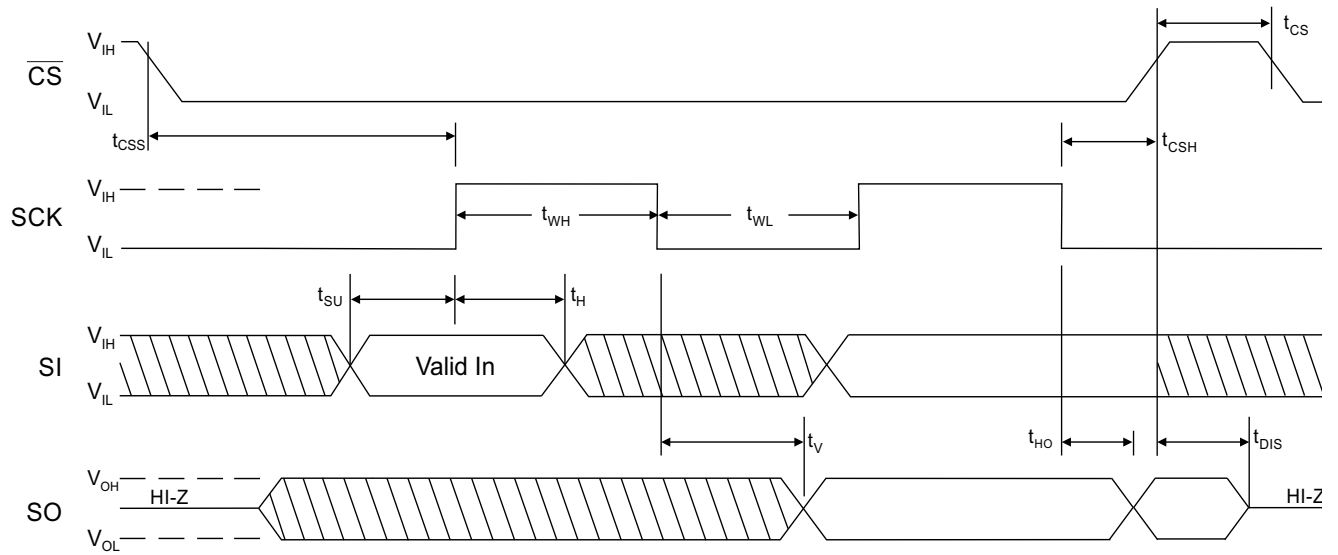 V_IH
t_CS
C̅S̅
V_IL
t_CSS
t_CSH
V_IH
SCK
t_WH
t_WL
V_IL
t_SU
t_H
V_IH
SI
Valid In
V_IL
t_V
t_HO
t_DIS
V_OH
HI-Z
HI-Z
SO
V_OL